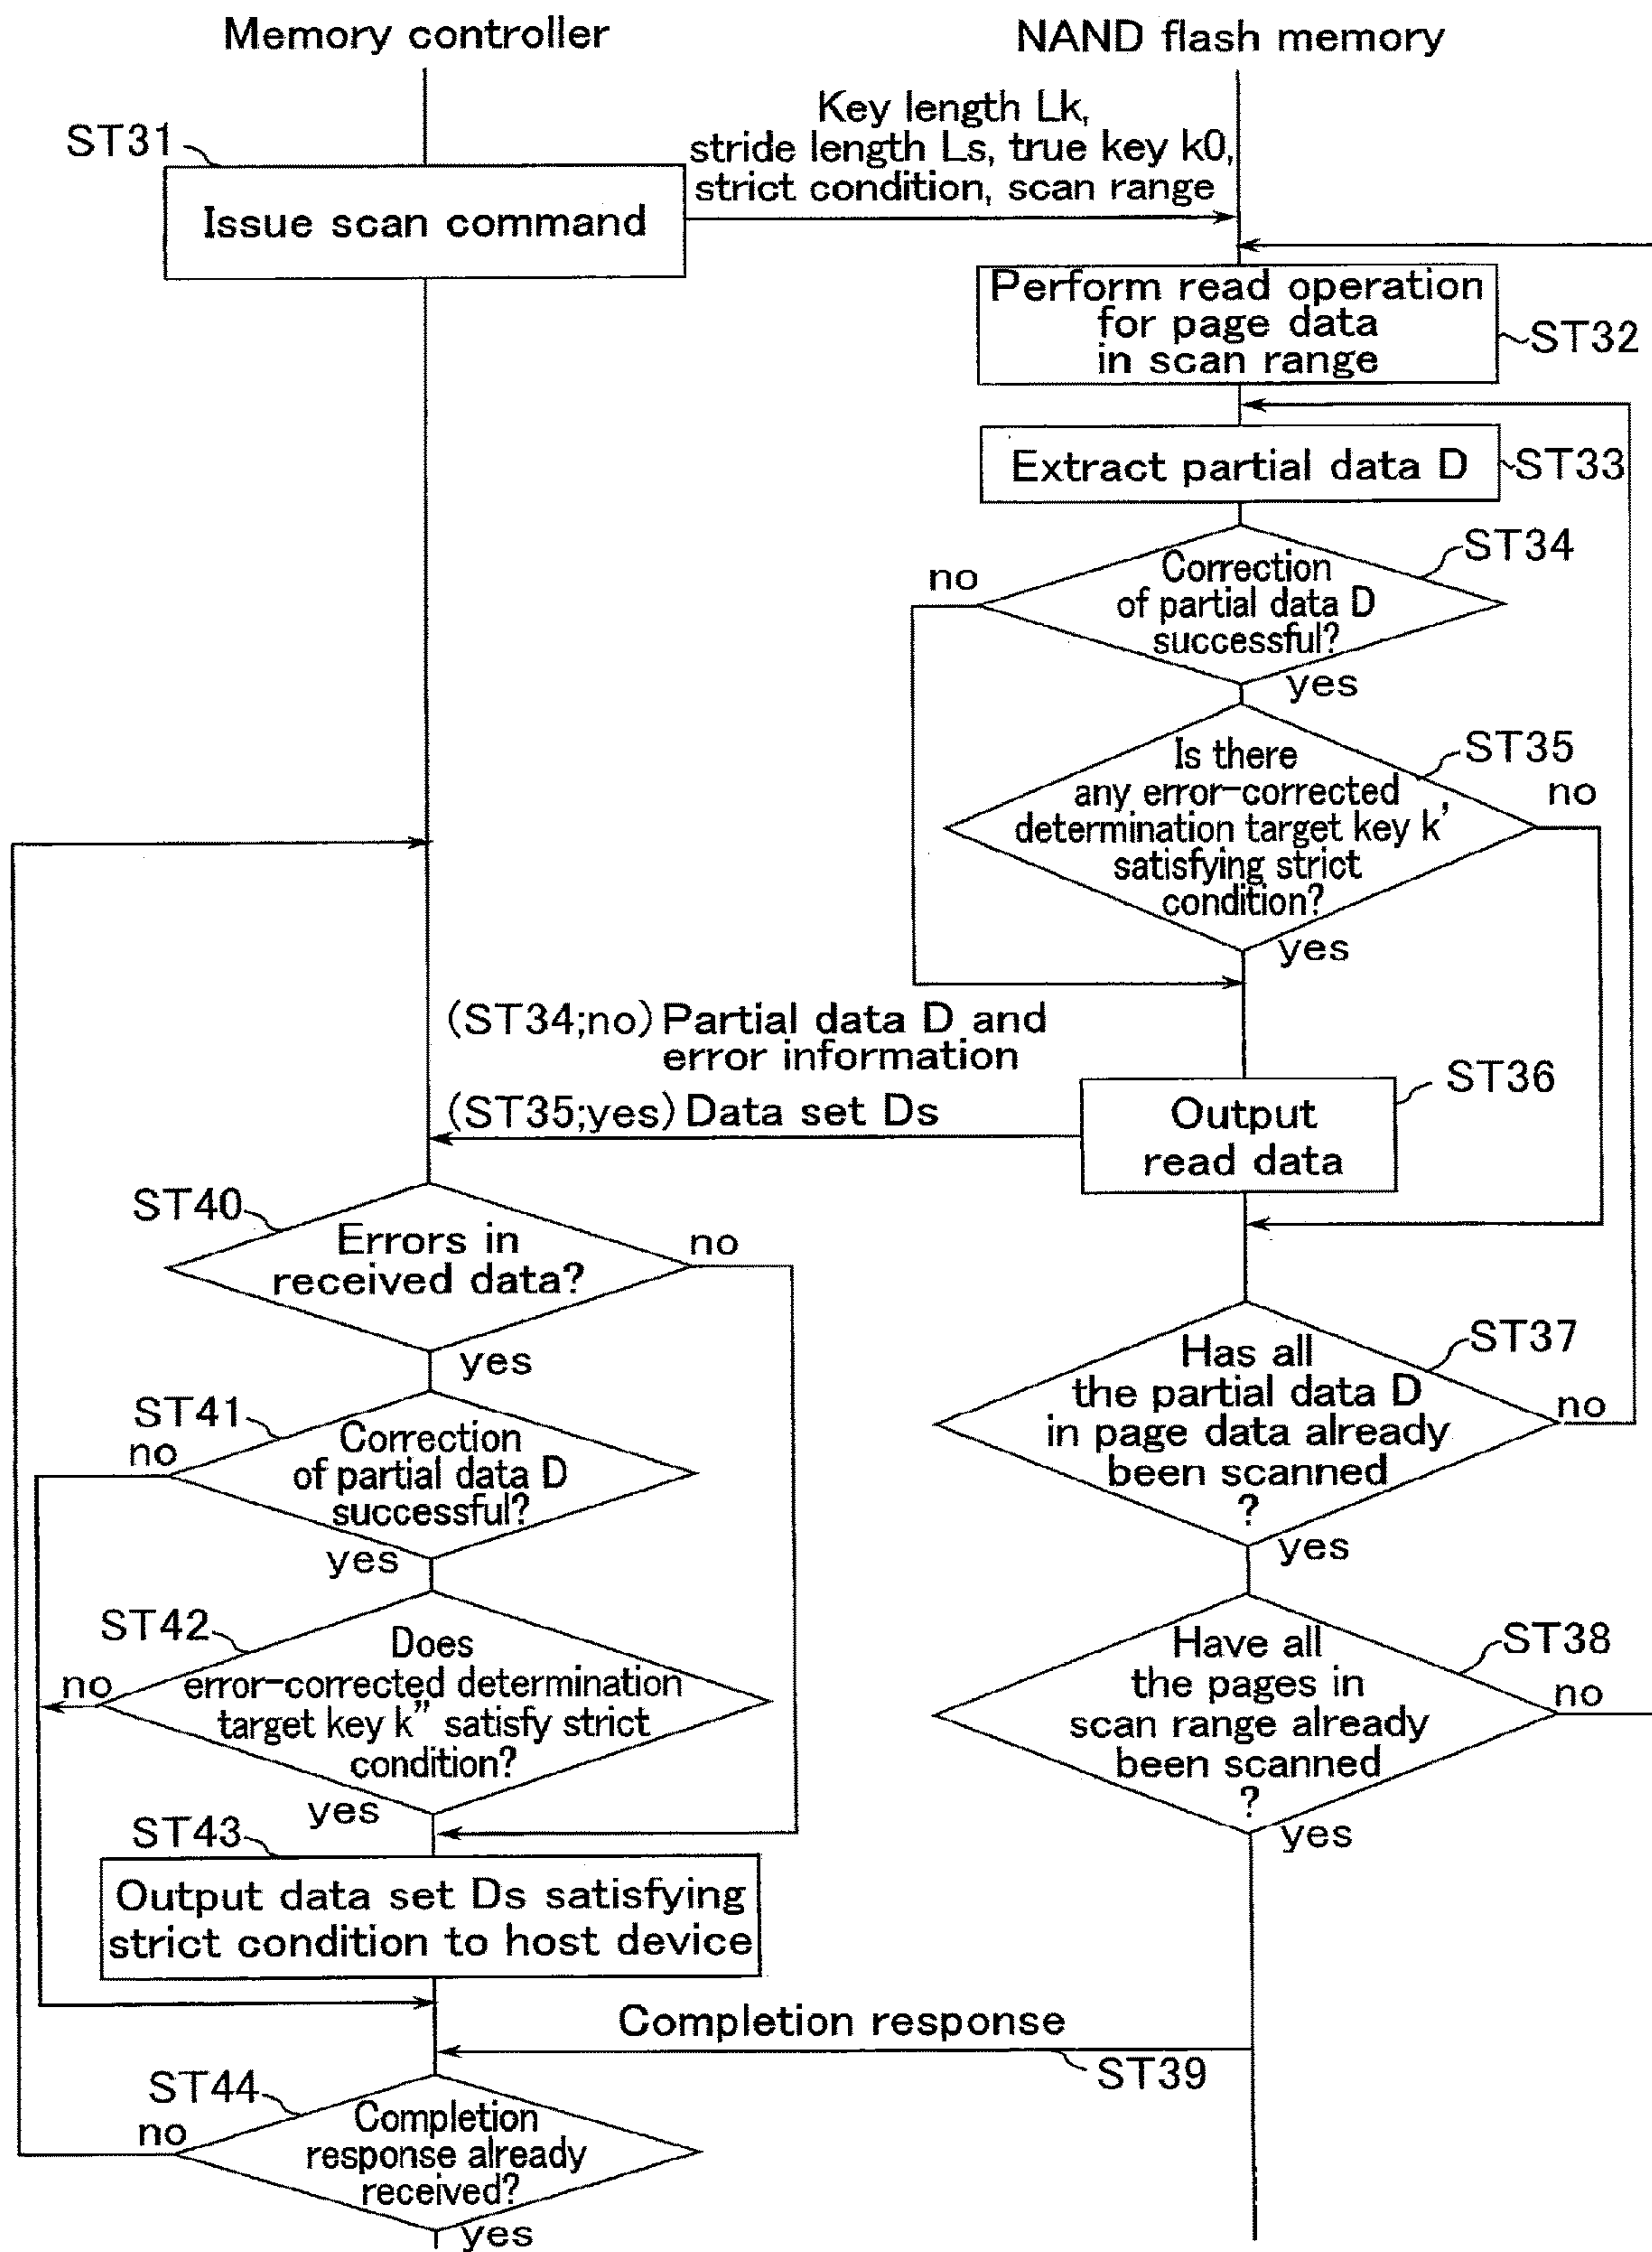 Memory controller
NAND flash memory
Key length Lk,
stride length Ls, true key k0,
strict condition, scan range
ST31
Issue scan command
Perform read operation
for page data
in scan range
ST32
Extract partial data D
ST33
ST34
no
Correction
of partial data D
successful?
yes
ST35
Is there
any error-corrected
determination target key k'
satisfying strict
condition?
no
yes
(ST34;no) Partial data D and
error information
(ST35;yes) Data set Ds
ST36
Output
read data
ST40
Errors in
received data?
no
yes
ST37
Has all
the partial data D
in page data already
been scanned
?
no
yes
ST41
no
Correction
of partial data D
successful?
yes
ST42
no
Does
error-corrected determination
target key k" satisfy strict
condition?
yes
ST38
Have all
the pages in
scan range already
been scanned
?
no
yes
ST43
Output data set Ds satisfying
strict condition to host device
Completion response
ST39
ST44
no
Completion
response already
received?
yes